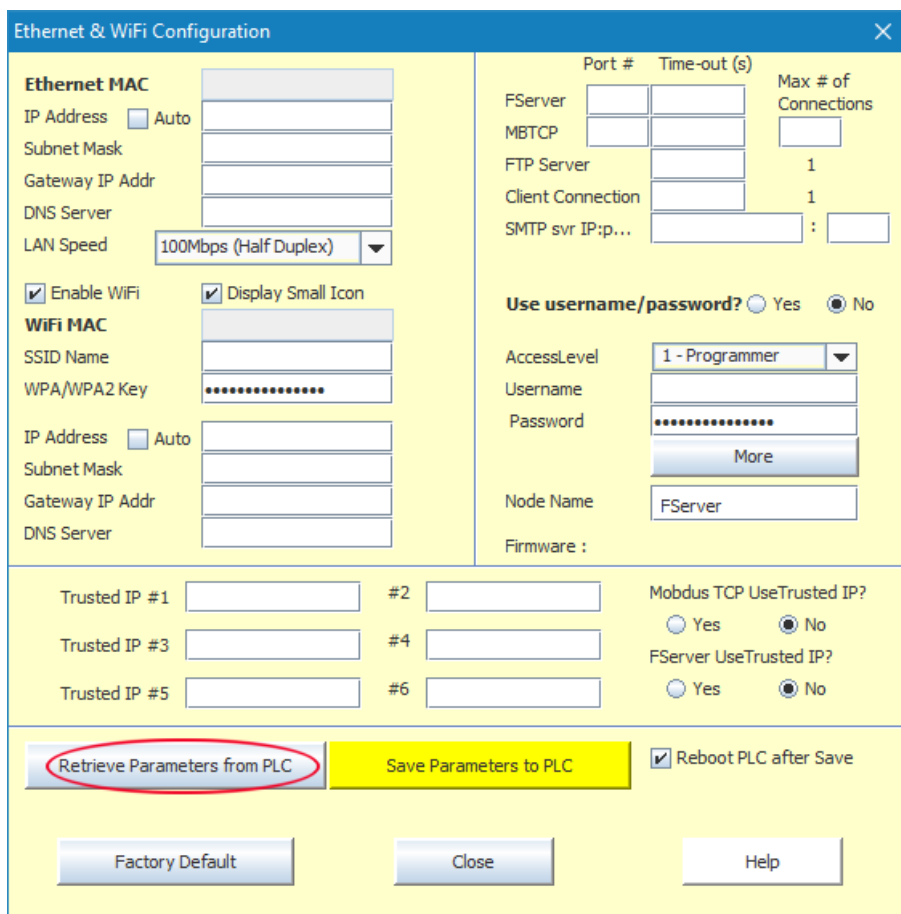 Ethernet & WiFi Configuration
Ethernet MAC
IP Address Auto
Subnet Mask
Gateway IP Addr
DNS Server
LAN Speed 100Mbps (Half Duplex)
Enable WiFi Display Small Icon
WiFi MAC
SSID Name
WPA/WPA2 Key •••••••••••••••
IP Address Auto
Subnet Mask
Gateway IP Addr
DNS Server
Port # Time-out (s)
Max # of
Connections
FServer
MBTCP
FTP Server 1
Client Connection 1
SMTP svr IP:p... :
Use username/password? Yes No
AccessLevel 1 - Programmer
Username
Password •••••••••••••••
More
Node Name FServer
Firmware :
Trusted IP #1 #2
Trusted IP #3 #4
Trusted IP #5 #6
Mobdus TCP UseTrusted IP?
Yes No
FServer UseTrusted IP?
Yes No
Retrieve Parameters from PLC Save Parameters to PLC Reboot PLC after Save
Factory Default Close Help